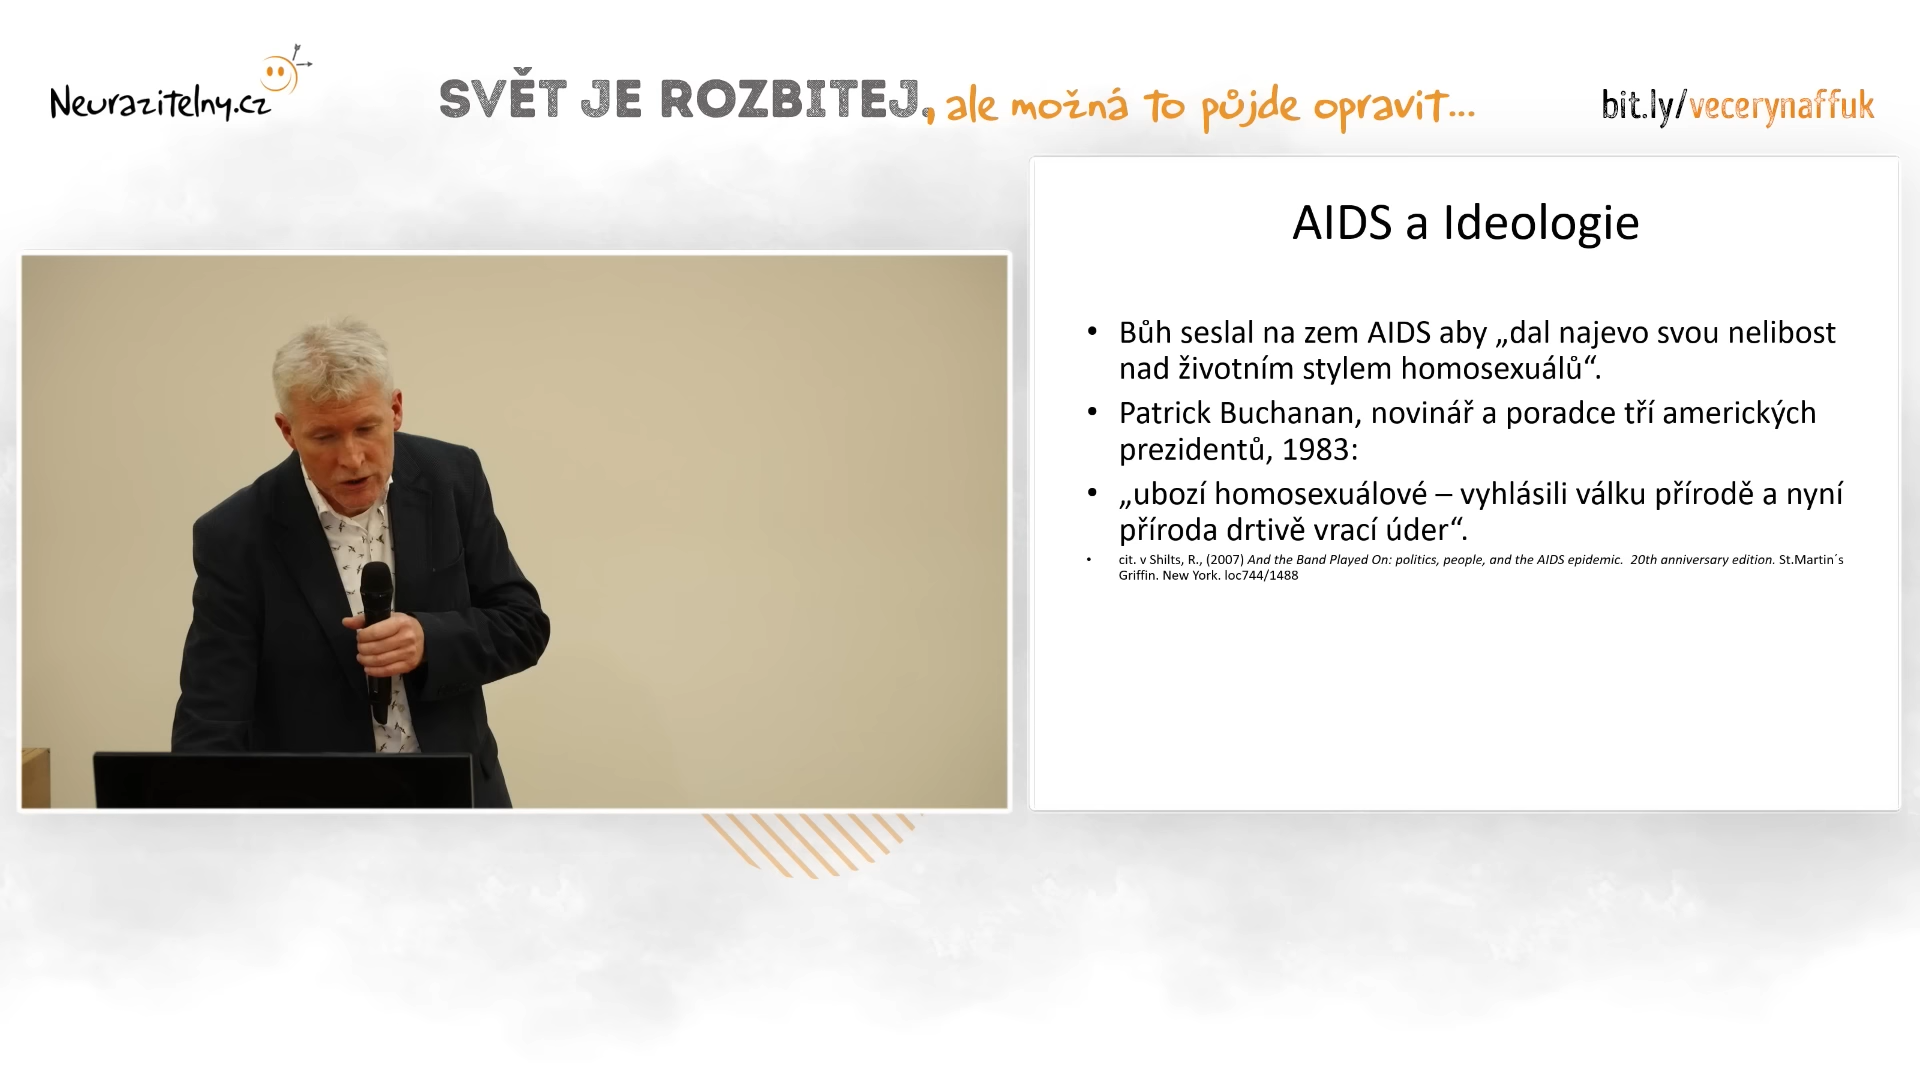 Neurazitelny.cz
SVĚT JE ROZBITEJ, ale možná to půjde opravit...
bit.ly/vecerynaffuk
AIDS a Ideologie
• Bůh seslal na zem AIDS aby „dal najevo svou nelibost
nad životním stylem homosexuálů“.
• Patrick Buchanan, novinář a poradce tří amerických
prezidentů, 1983:
• „ubozí homosexuálové – vyhlásili válku přírodě a nyní
příroda drtivě vrací úder“.
• cit. v Shilts, R., (2007) And the Band Played On: politics, people, and the AIDS epidemic. 20th anniversary edition. St.Martin´s
Griffin. New York. loc744/1488